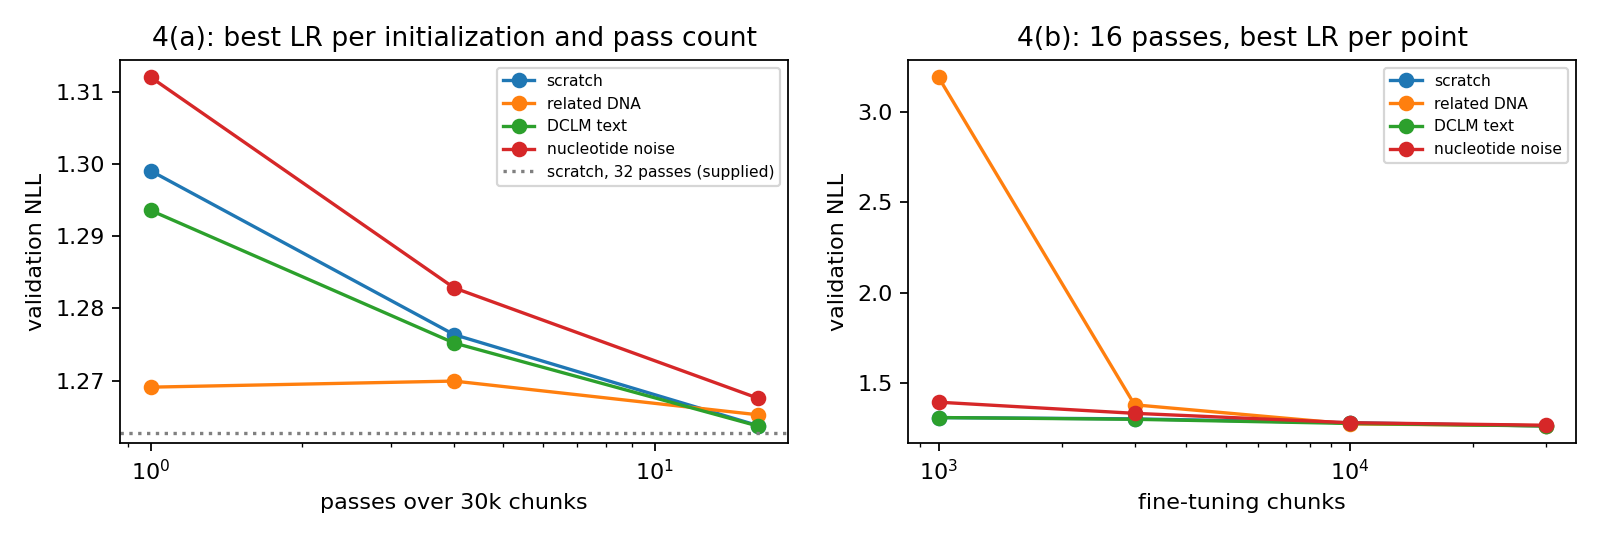 4(a): best LR per initialization and pass count
validation NLL
1.31
1.30
1.29
1.28
1.27
scratch
related DNA
DCLM text
nucleotide noise
scratch, 32 passes (supplied)
10⁰
10¹
passes over 30k chunks
4(b): 16 passes, best LR per point
validation NLL
3.0
2.5
2.0
1.5
scratch
related DNA
DCLM text
nucleotide noise
10³
10⁴
fine-tuning chunks